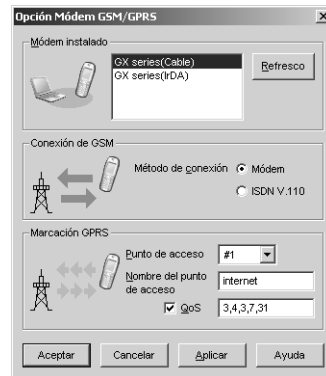 Opción Módem GSM/GPRS
Módem instalado
GX series(Cable)
GX series(IrDA)
Refresco
Conexión de GSM
Método de conexión
Módem
ISDN V.110
Marcación GPRS
Punto de acceso #1
Nombre del punto de acceso internet
QoS 3,4,3,7,31
Aceptar Cancelar Aplicar Ayuda